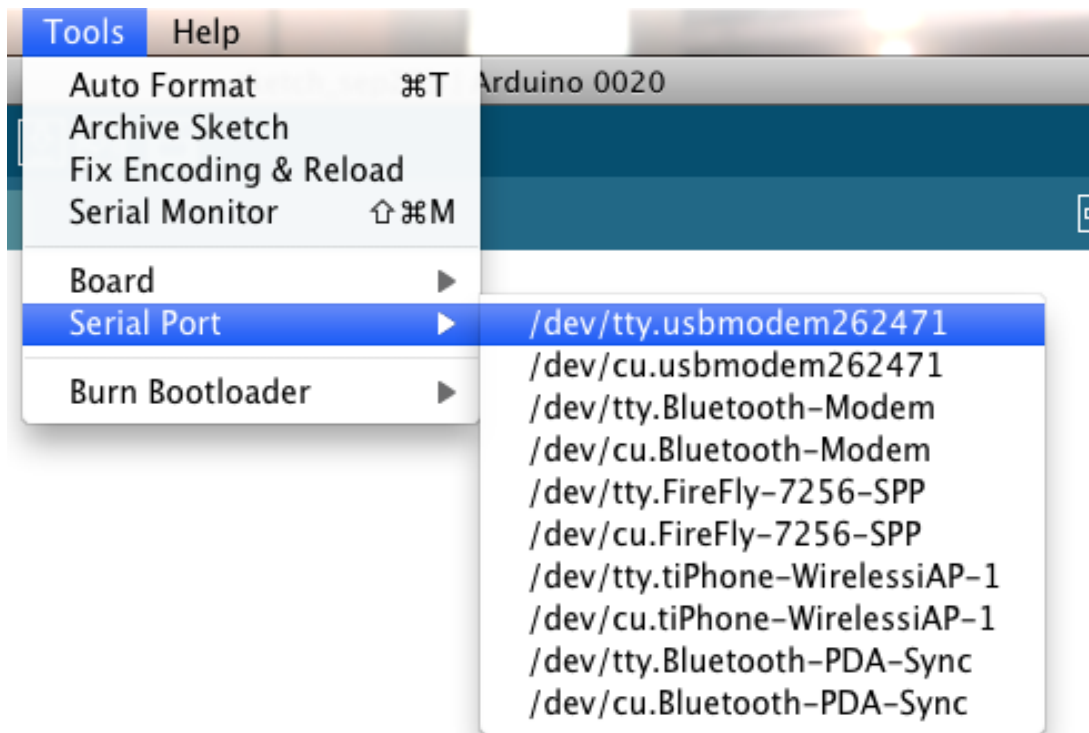 Tools Help
Arduino 0020
Auto Format ⌘T
Archive Sketch
Fix Encoding & Reload
Serial Monitor ⇧⌘M
Board
Serial Port
Burn Bootloader
/dev/tty.usbmodem262471
/dev/cu.usbmodem262471
/dev/tty.Bluetooth-Modem
/dev/cu.Bluetooth-Modem
/dev/tty.FireFly-7256-SPP
/dev/cu.FireFly-7256-SPP
/dev/tty.tiPhone-WirelessiAP-1
/dev/cu.tiPhone-WirelessiAP-1
/dev/tty.Bluetooth-PDA-Sync
/dev/cu.Bluetooth-PDA-Sync